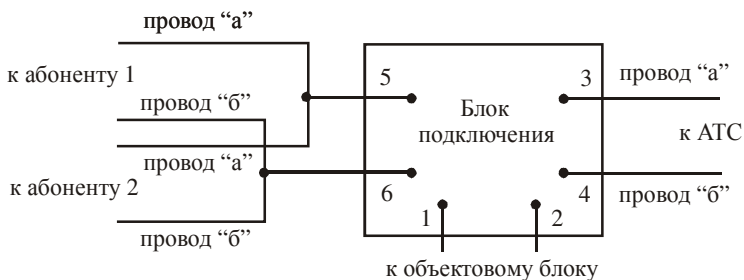 провод “а”
к абоненту 1
провод “б”
провод “а”
к абоненту 2
провод “б”
5
6
Блок
подключения
3
4
1
2
провод “а”
к АТС
провод “б”
к объектовому блоку